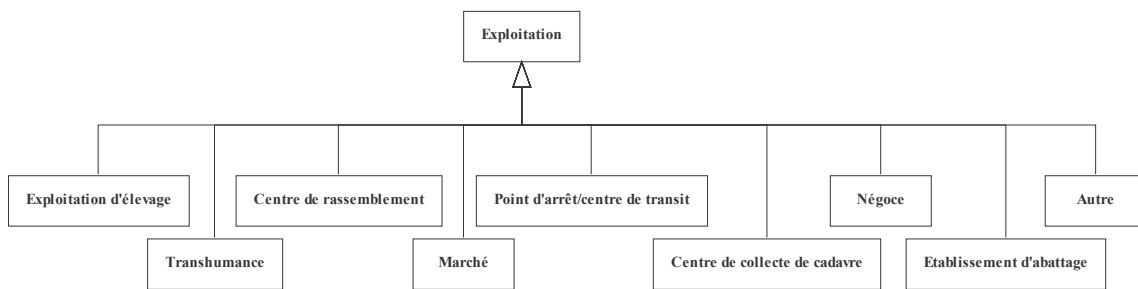 Exploitation
Exploitation d'élevage
Centre de rassemblement
Point d'arrêt/centre de transit
Négoce
Autre
Transhumance
Marché
Centre de collecte de cadavre
Etablissement d'abattage